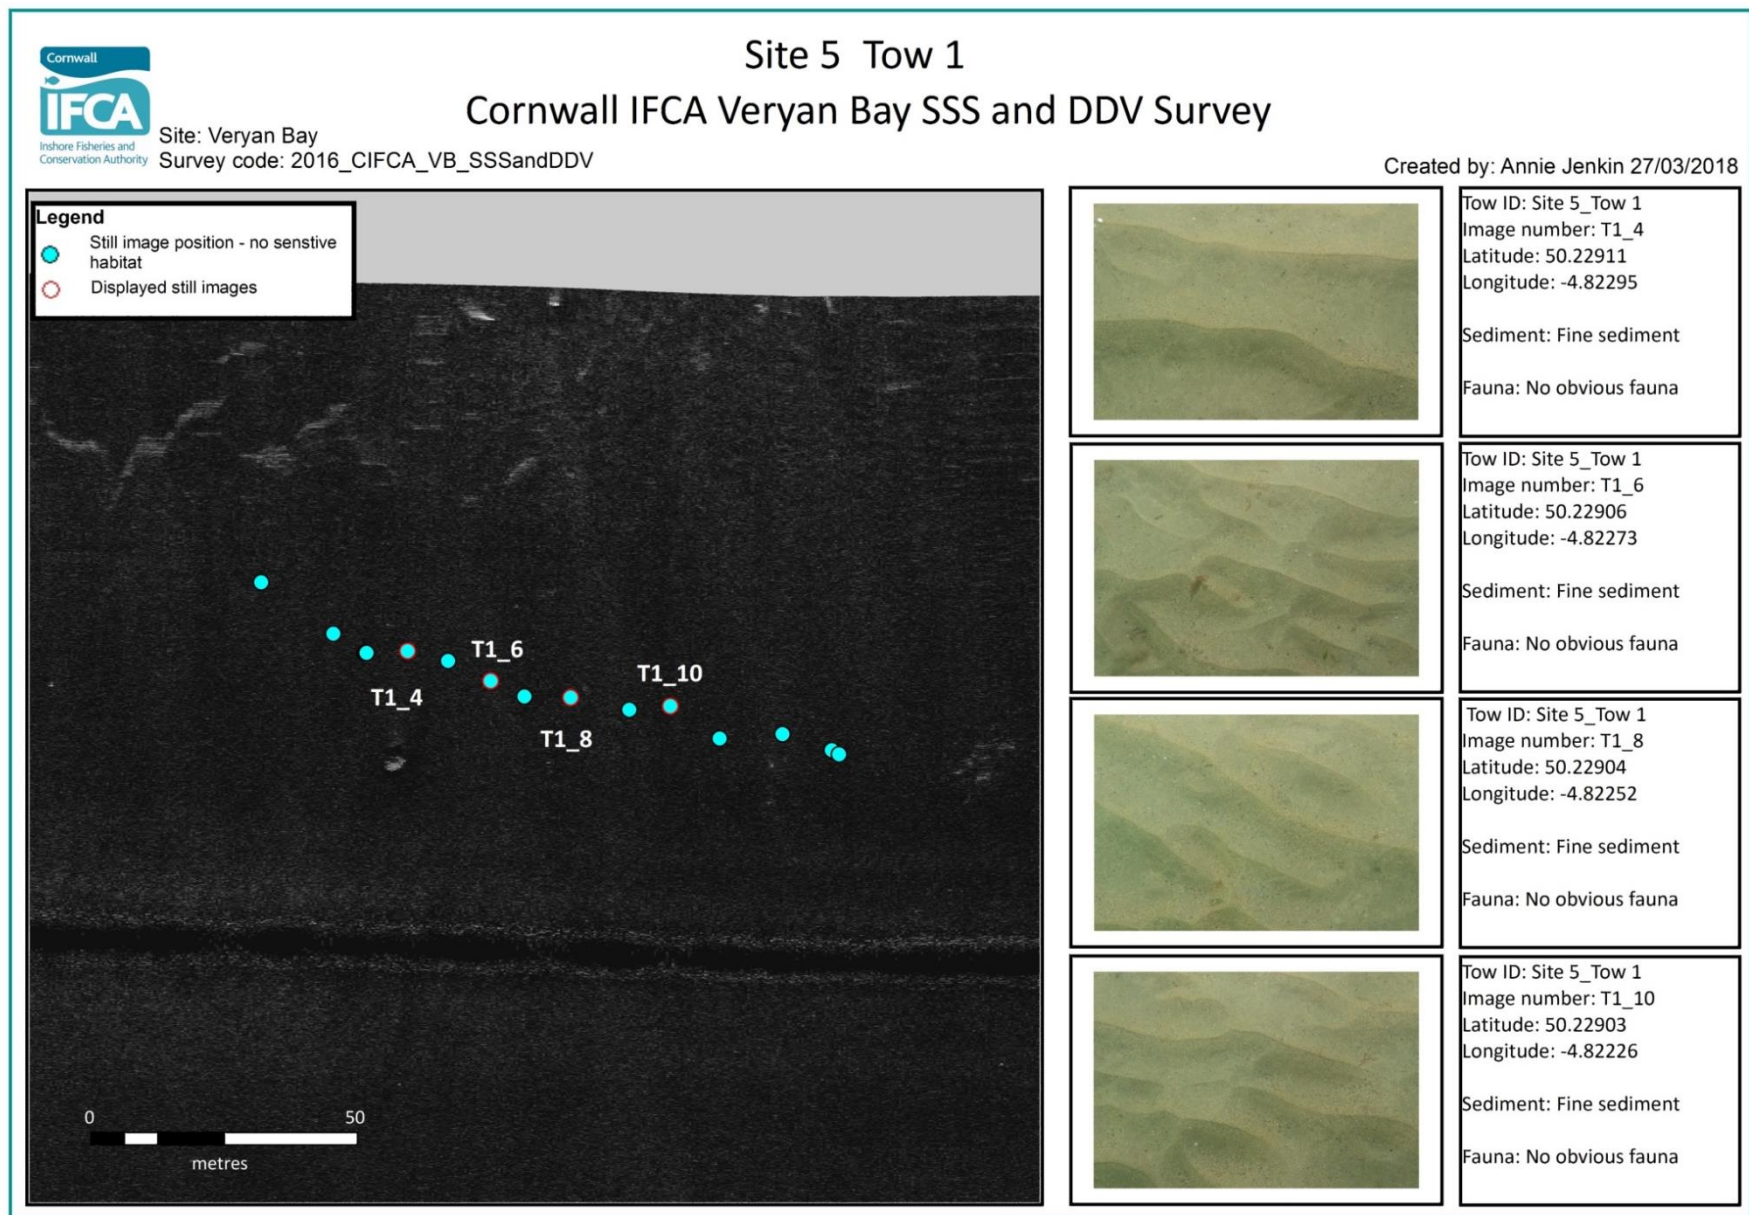 Site 5 Tow 1
Cornwall IFCA Veryan Bay SSS and DDV Survey
Cornwall
IFCA
Inshore Fisheries and
Conservation Authority
Site: Veryan Bay
Survey code: 2016_CIFCA_VB_SSSandDDV
Created by: Annie Jenkin 27/03/2018
Legend
Still image position - no senstive
habitat
Displayed still images
T1_4
T1_6
T1_8
T1_10
0 50
metres
Tow ID: Site 5_Tow 1
Image number: T1_4
Latitude: 50.22911
Longitude: -4.82295
Sediment: Fine sediment
Fauna: No obvious fauna
Tow ID: Site 5_Tow 1
Image number: T1_6
Latitude: 50.22906
Longitude: -4.82273
Sediment: Fine sediment
Fauna: No obvious fauna
Tow ID: Site 5_Tow 1
Image number: T1_8
Latitude: 50.22904
Longitude: -4.82252
Sediment: Fine sediment
Fauna: No obvious fauna
Tow ID: Site 5_Tow 1
Image number: T1_10
Latitude: 50.22903
Longitude: -4.82226
Sediment: Fine sediment
Fauna: No obvious fauna